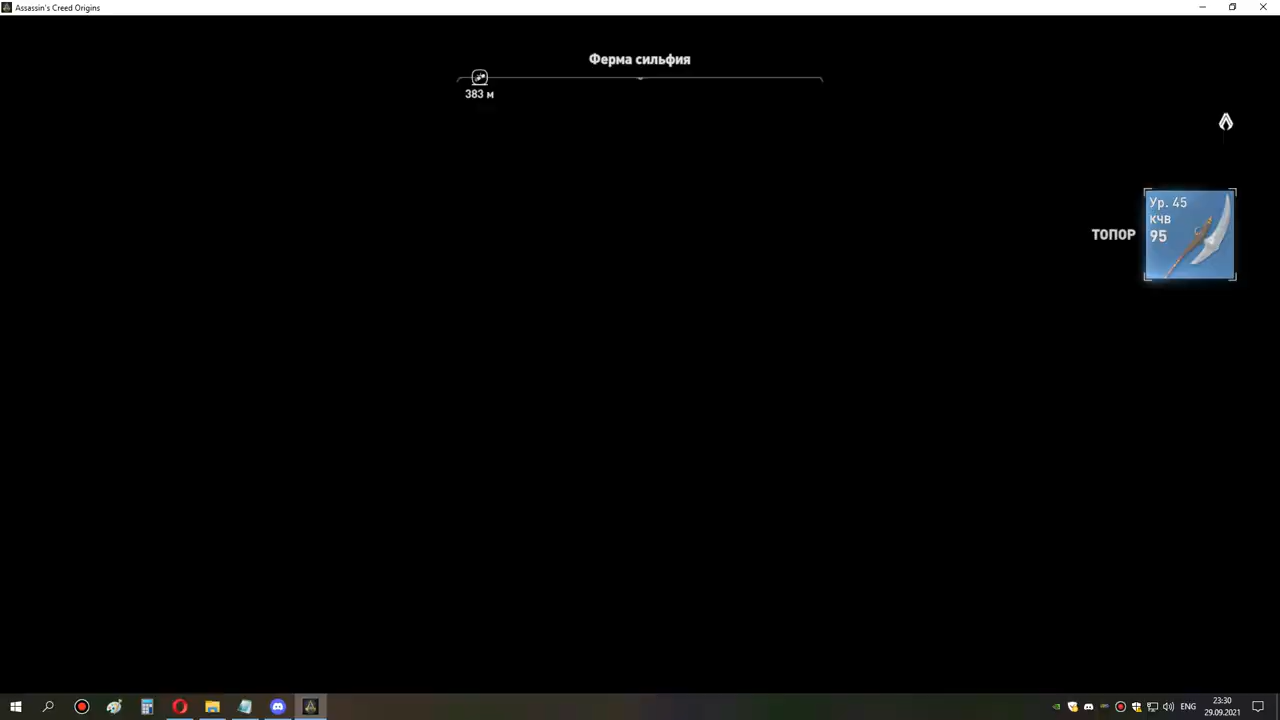 Assassin's Creed Origins
Ферма сильфия
383 м
Ур. 45
КЧВ
95
ТОПОР
ENG
23:30
29.09.2021